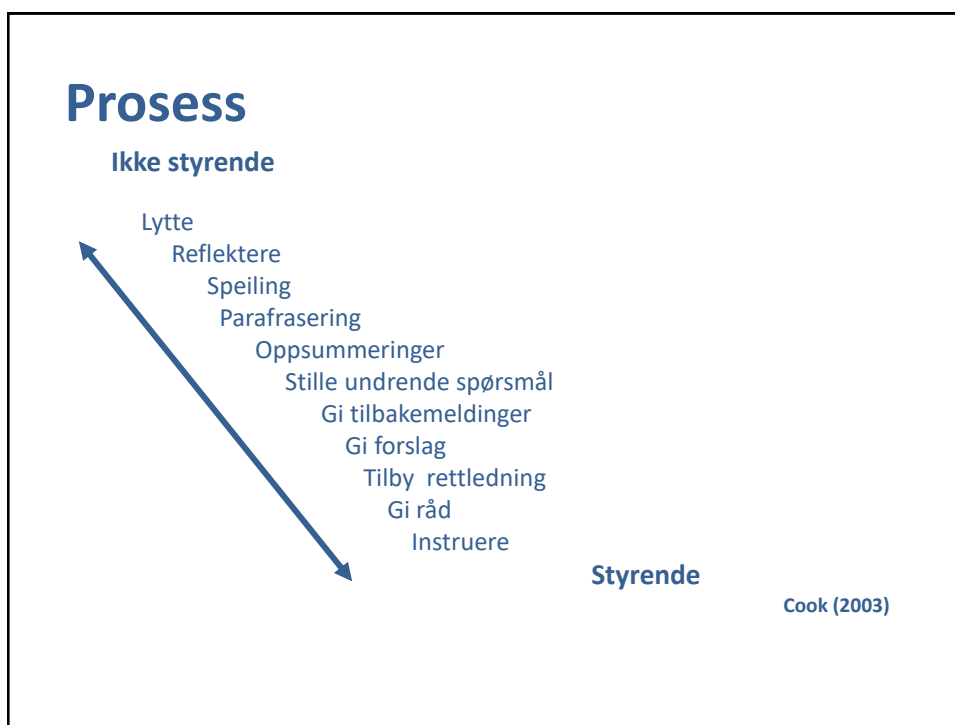 Prosess
Ikke styrende
Lytte
Reflektere
Speiling
Parafrasering
Oppsummeringer
Stille undrende spørsmål
Gi tilbakemeldinger
Gi forslag
Tilby  rettledning
Gi råd
Instruere
Styrende
Cook (2003)